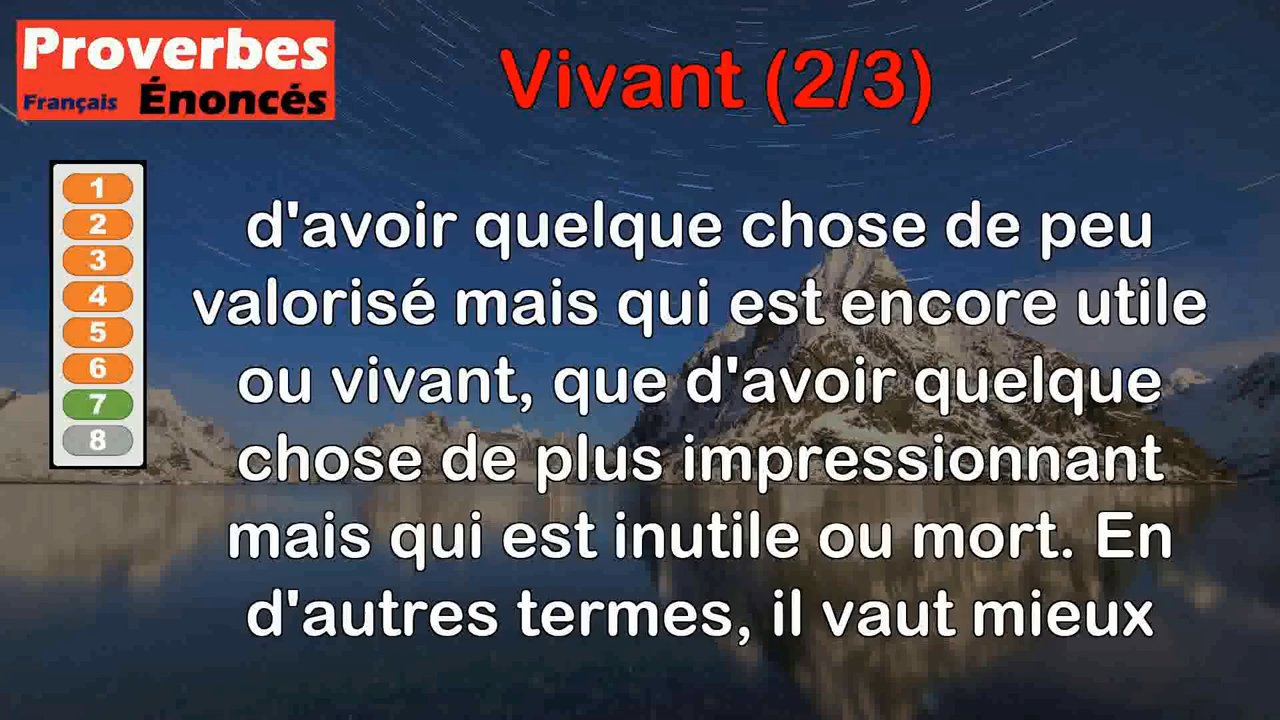 Proverbes
Français Énoncés
Vivant (2/3)
1
2
3
4
5
6
7
8
d'avoir quelque chose de peu
valorisé mais qui est encore utile
ou vivant, que d'avoir quelque
chose de plus impressionnant
mais qui est inutile ou mort. En
d'autres termes, il vaut mieux